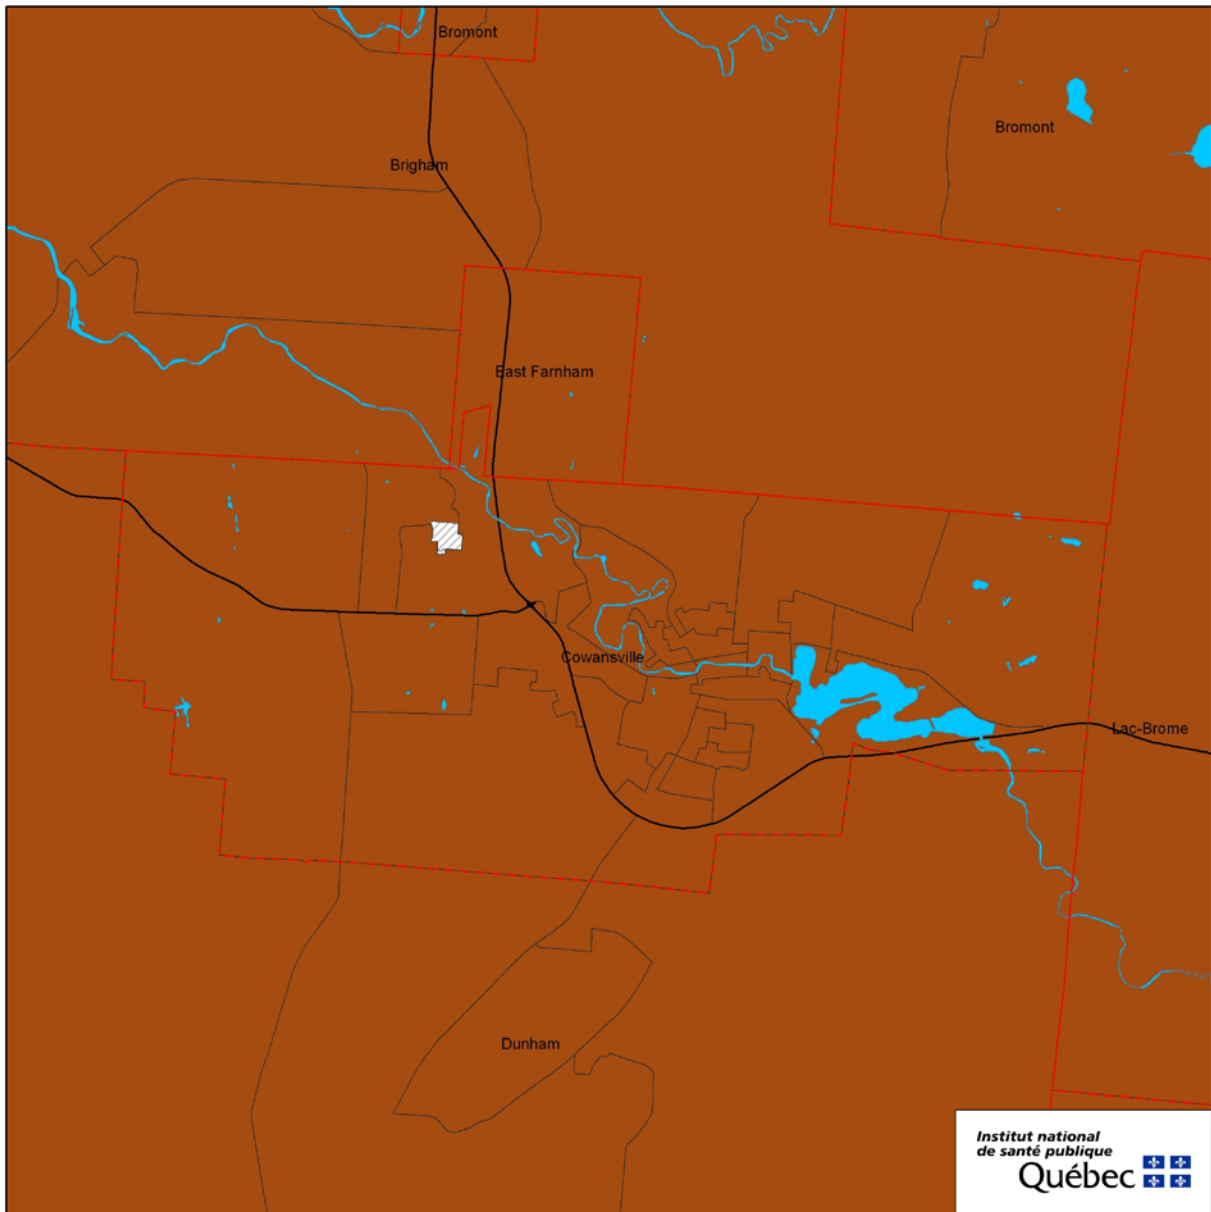 Bromont
Bromont
Brigham
East Farnham
Cowansville
Lac-Brome
Dunham
Institut national
de santé publique
Québec